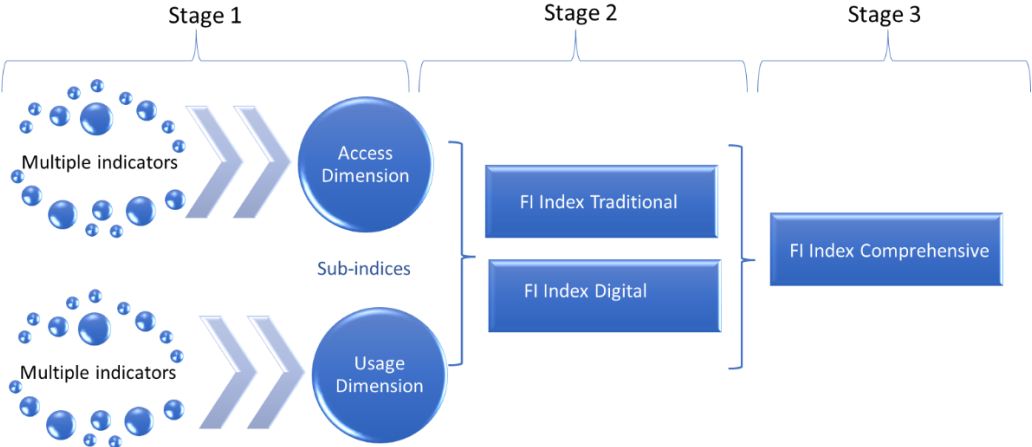 Stage 1
Stage 2
Stage 3
Multiple indicators
Access
Dimension
FI Index Traditional
FI Index Comprehensive
Sub-indices
FI Index Digital
Multiple indicators
Usage
Dimension